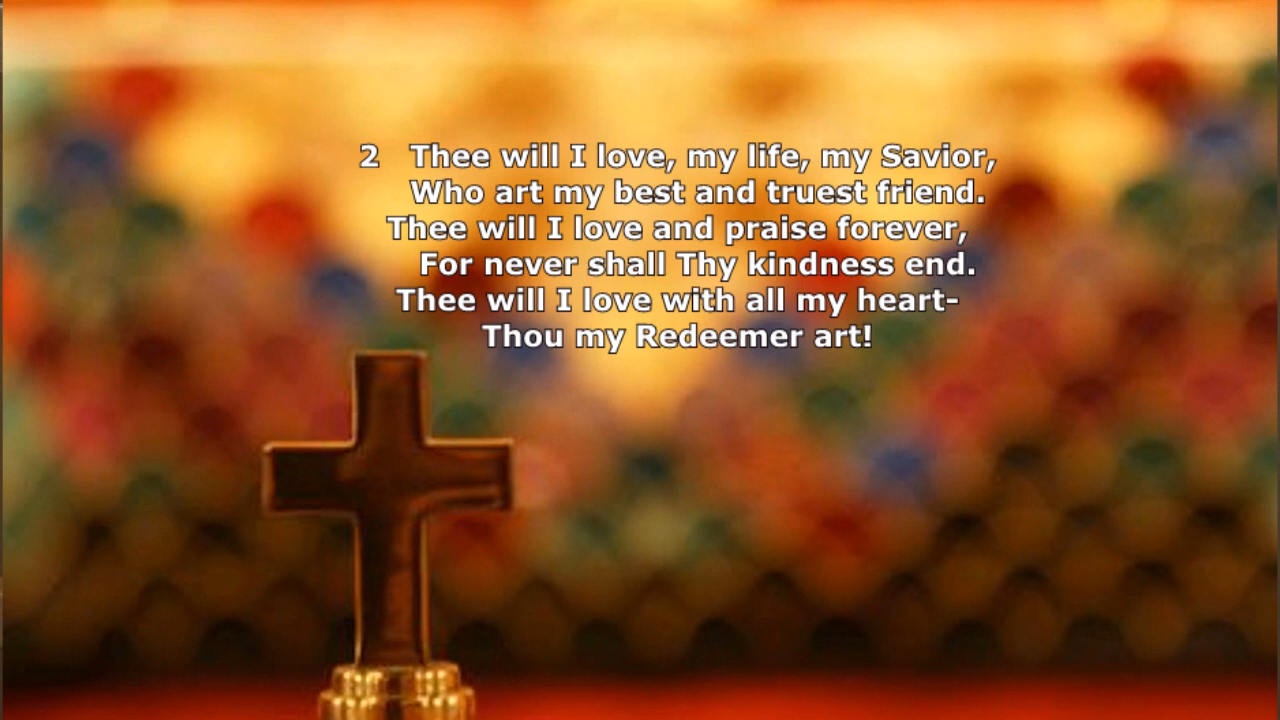 2 Thee will I love, my life, my Savior,
Who art my best and truest friend.
Thee will I love and praise forever,
For never shall Thy kindness end.
Thee will I love with all my heart-
Thou my Redeemer art!